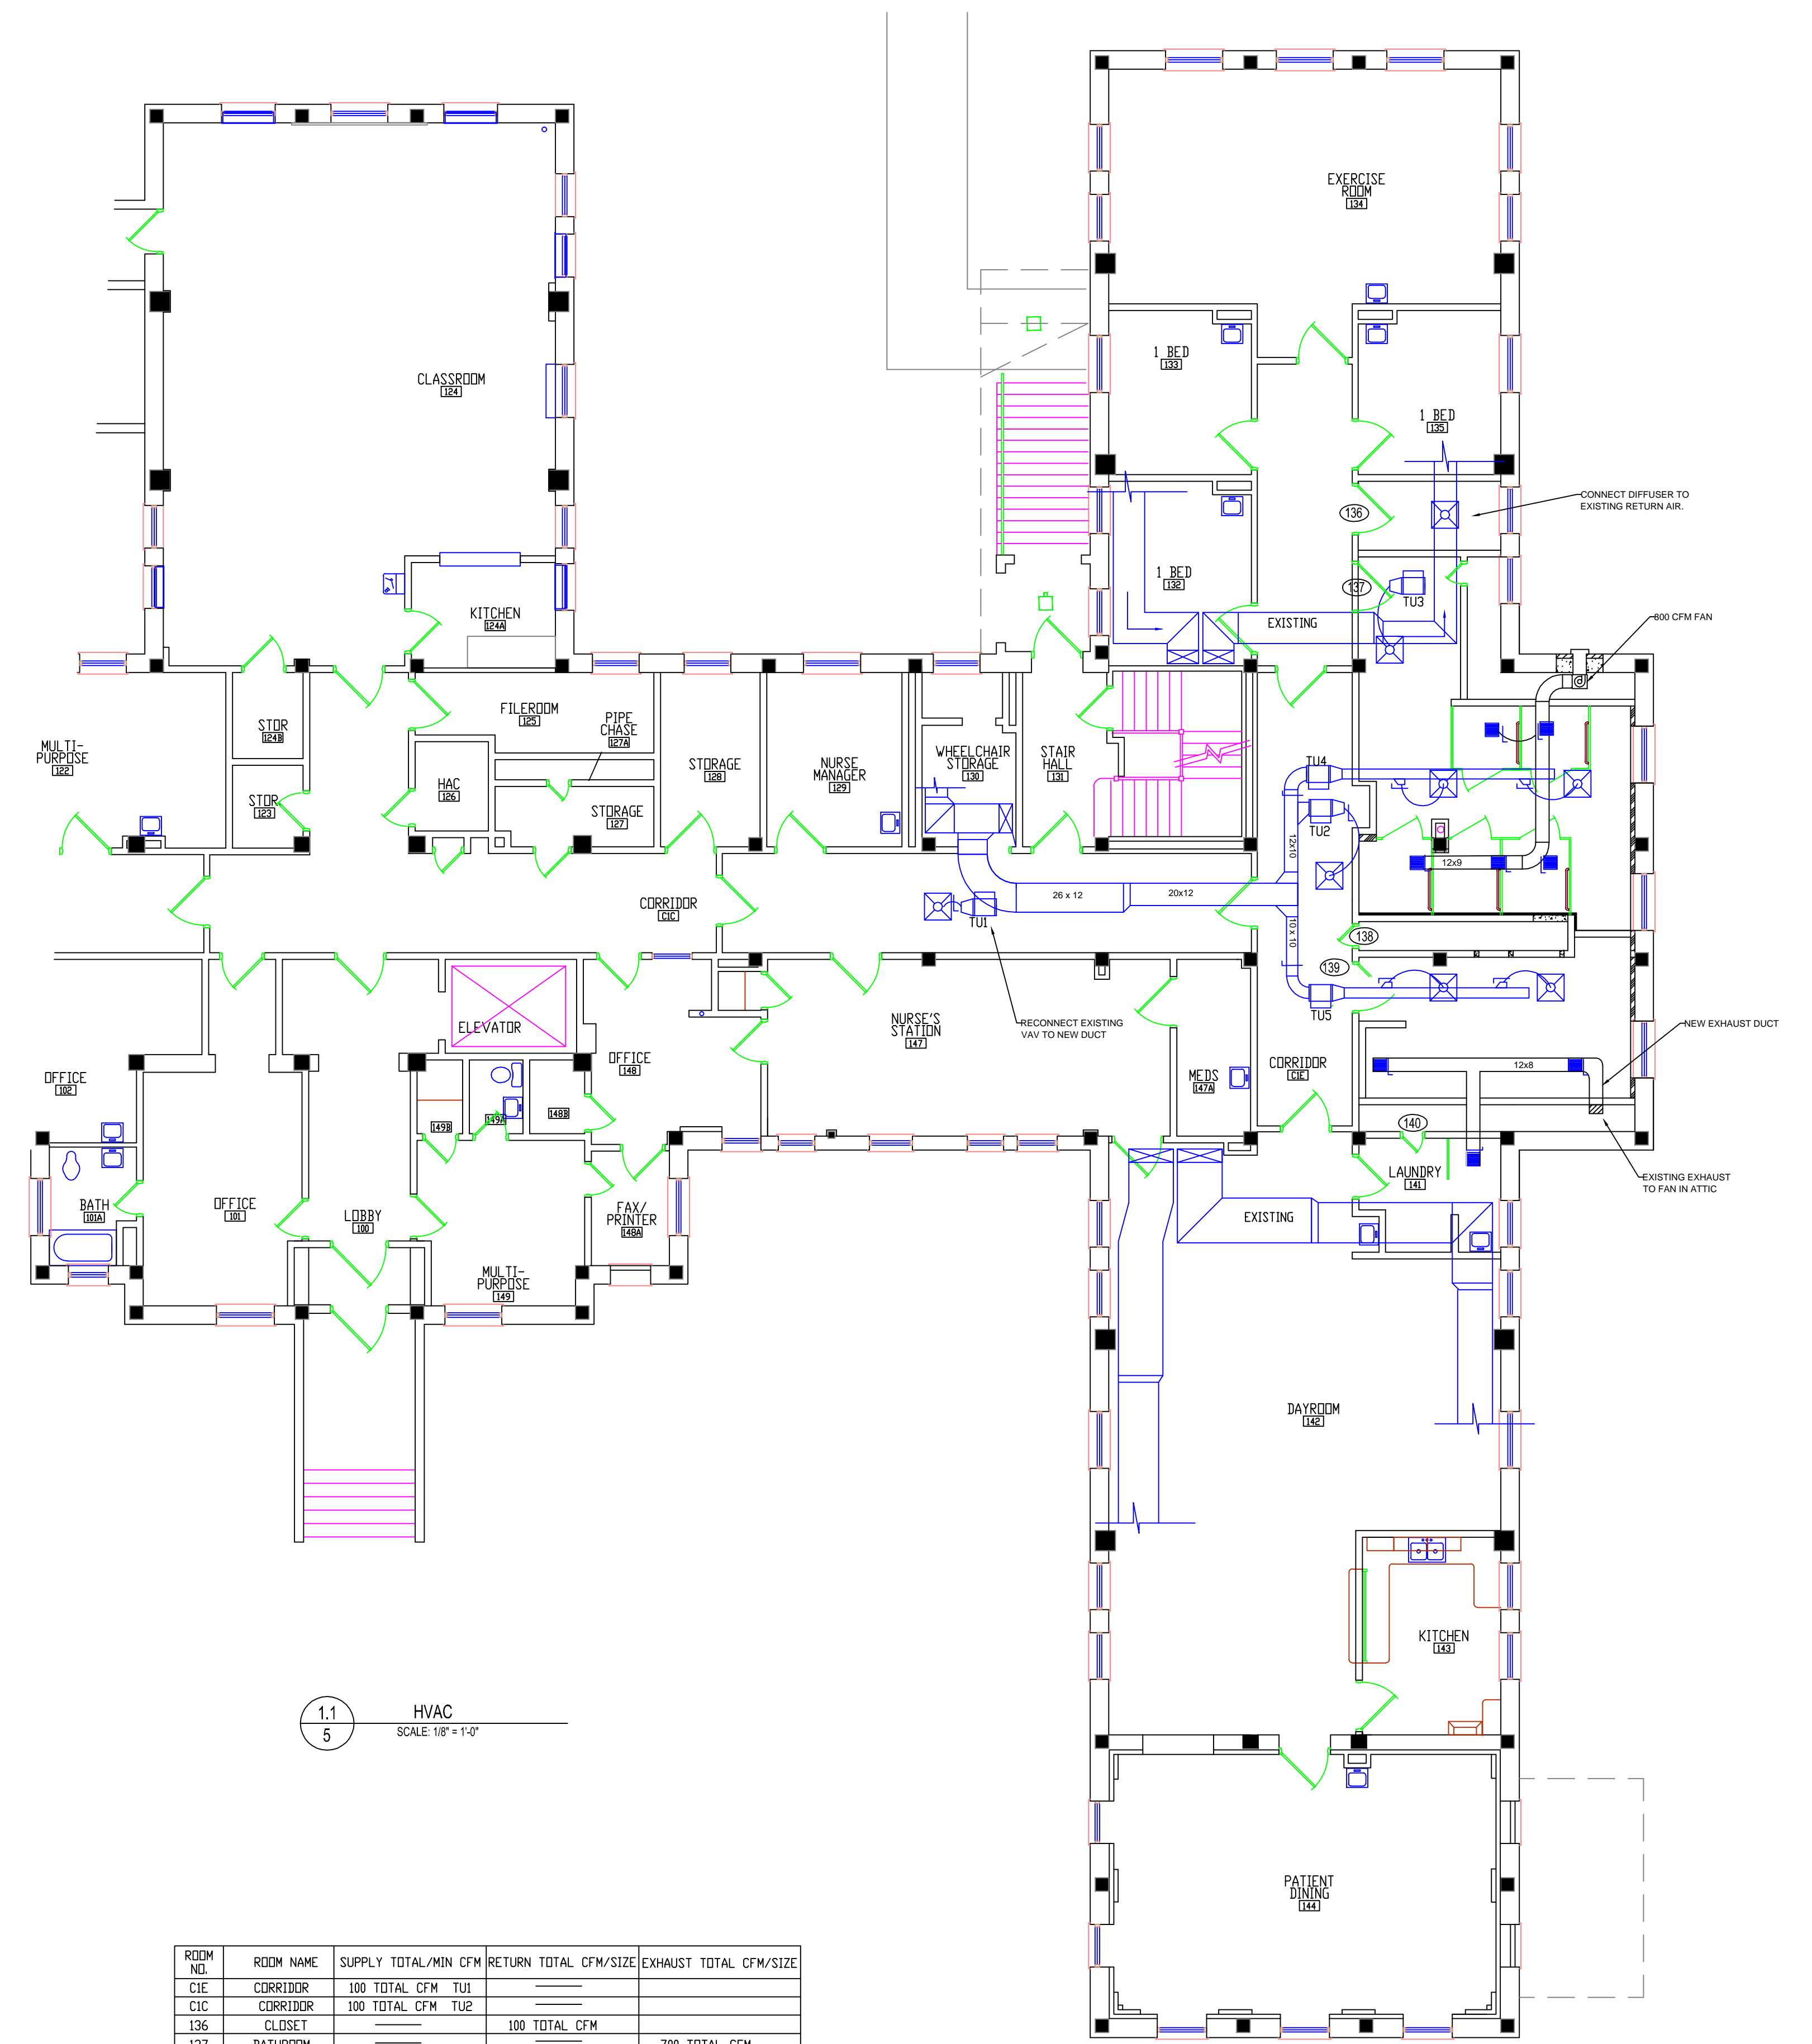 EXERCISE
ROOM
134
1 BED
133
1 BED
135
CLASSROOM
124
CONNECT DIFFUSER TO
EXISTING RETURN AIR.
136
1 BED
132
137
TU3
KITCHEN
124A
EXISTING
800 CFM FAN
FILEROOM
125
PIPE
CHASE
127A
STOR
124B
MULTI-
PURPOSE
122
STORAGE
128
NURSE
MANAGER
129
WHEELCHAIR
STORAGE
130
STAIR
HALL
131
TU4
HAC
126
STOR
123
STORAGE
127
TU2
12x10
12x9
CORRIDOR
C1C
26 x 12
20x12
TU1
10 x 10
138
139
ELEVATOR
NURSE'S
STATION
147
RECONNECT EXISTING
VAV TO NEW DUCT
TU5
NEW EXHAUST DUCT
OFFICE
102
OFFICE
148
MEDS
147A
CORRIDOR
C1E
12x8
149B
149A
148B
140
BATH
101A
OFFICE
101
LOBBY
100
FAX/
PRINTER
148A
LAUNDRY
141
EXISTING EXHAUST
TO FAN IN ATTIC
EXISTING
MULTI-
PURPOSE
149
DAYROOM
142
KITCHEN
143
1.1
5
HVAC
SCALE: 1/8" = 1'-0"
PATIENT
DINING
144
ROOM NO. ROOM NAME SUPPLY TOTAL/MIN CFM RETURN TOTAL CFM/SIZE EXHAUST TOTAL CFM/SIZE
C1E CORRIDOR 100 TOTAL CFM TU1
C1C CORRIDOR 100 TOTAL CFM TU2
136 CLOSET 100 TOTAL CFM
137 BATHROOM 700 TOTAL CFM